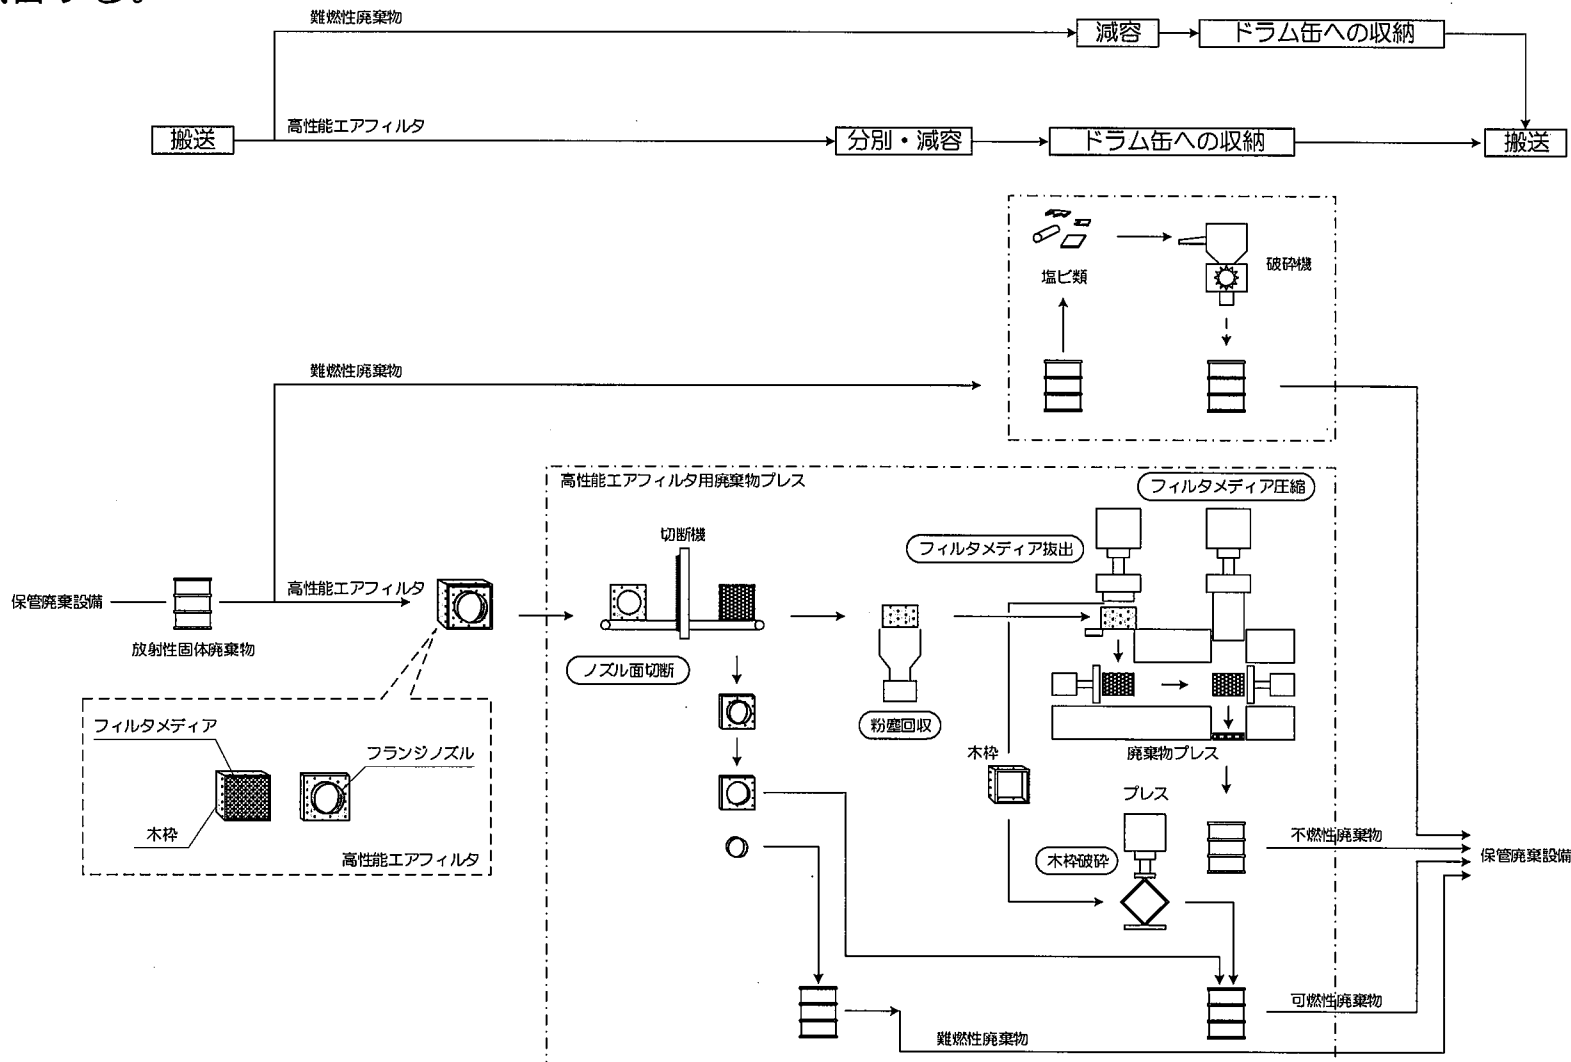 する。
難燃性廃棄物
減容
ドラム缶への収納
搬送
高性能エアフィルタ
分別・減容
ドラム缶への収納
搬送
塩ビ類
破砕機
難燃性廃棄物
高性能エアフィルタ用廃棄物プレス
フィルタメディア圧縮
切断機
フィルタメディア抜出
保管廃棄設備
高性能エアフィルタ
放射性固体廃棄物
ノズル面切断
粉塵回収
フィルタメディア
フランジノズル
木枠
廃棄物プレス
プレス
木枠
高性能エアフィルタ
木枠破砕
不燃性廃棄物
保管廃棄設備
可燃性廃棄物
難燃性廃棄物